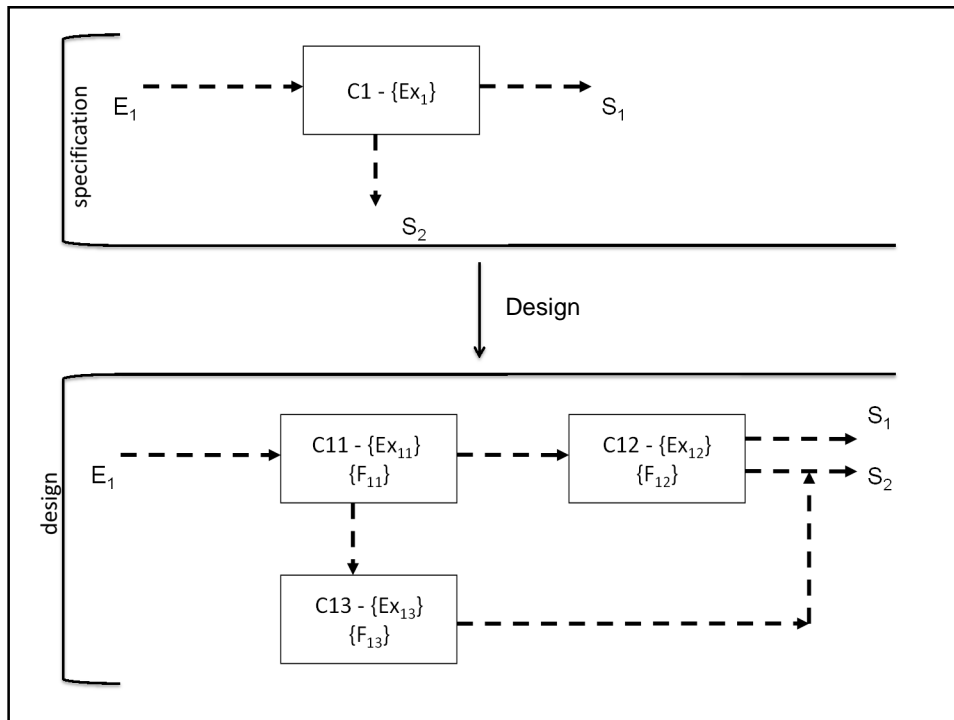 specification
C1 - {Ex₁}
E₁
S₁
S₂
Design
design
S₁
C11 - {Ex₁₁}
{F₁₁}
C12 - {Ex₁₂}
{F₁₂}
E₁
S₂
C13 - {Ex₁₃}
{F₁₃}